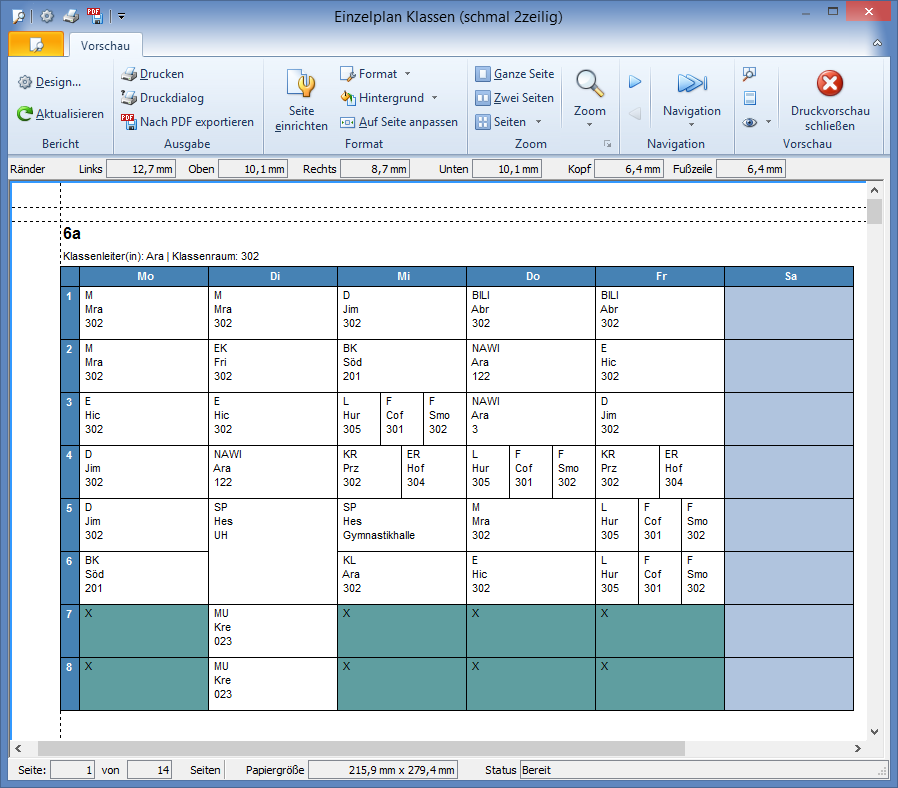 Einzelplan Klassen (schmal 2zeilig)
Vorschau
Design...
Aktualisieren
Bericht
Drucken
Druckdialog
Nach PDF exportieren
Ausgabe
Seite
einrichten
Format
Hintergrund
Auf Seite anpassen
Format
Ganze Seite
Zwei Seiten
Seiten
Zoom
Zoom
Navigation
Navigation
Druckvorschau
schließen
Vorschau
Ränder Links 12,7 mm Oben 10,1 mm Rechts 8,7 mm Unten 10,1 mm Kopf 6,4 mm Fußzeile 6,4 mm
6a
Klassenleiter(in): Ara | Klassenraum: 302
Mo Di Mi Do Fr Sa
1 M M D BILI BILI
Mra Mra Jim Abr Abr
302 302 302 302 302
2 M EK BK NAWI E
Mra Fri Söd Ara Hic
302 302 201 122 302
3 E E L F F NAWI D
Hic Hic Hur Cof Smo Ara Jim
302 302 305 301 302 3 302
4 D NAWI KR ER L F F KR ER
Jim Ara Prz Hof Hur Cof Smo Prz Hof
302 122 302 304 305 301 302 302 304
5 D SP SP M L F F
Jim Hes Hes Mra Hur Cof Smo
302 UH Gymnastikhalle 302 305 301 302
6 BK KL E L F F
Söd Ara Hic Hur Cof Smo
201 302 302 305 301 302
7 X MU X X X
Kre
023
8 X MU X X X
Kre
023
Seite: 1 von 14 Seiten Papiergröße 215,9 mm x 279,4 mm Status Bereit